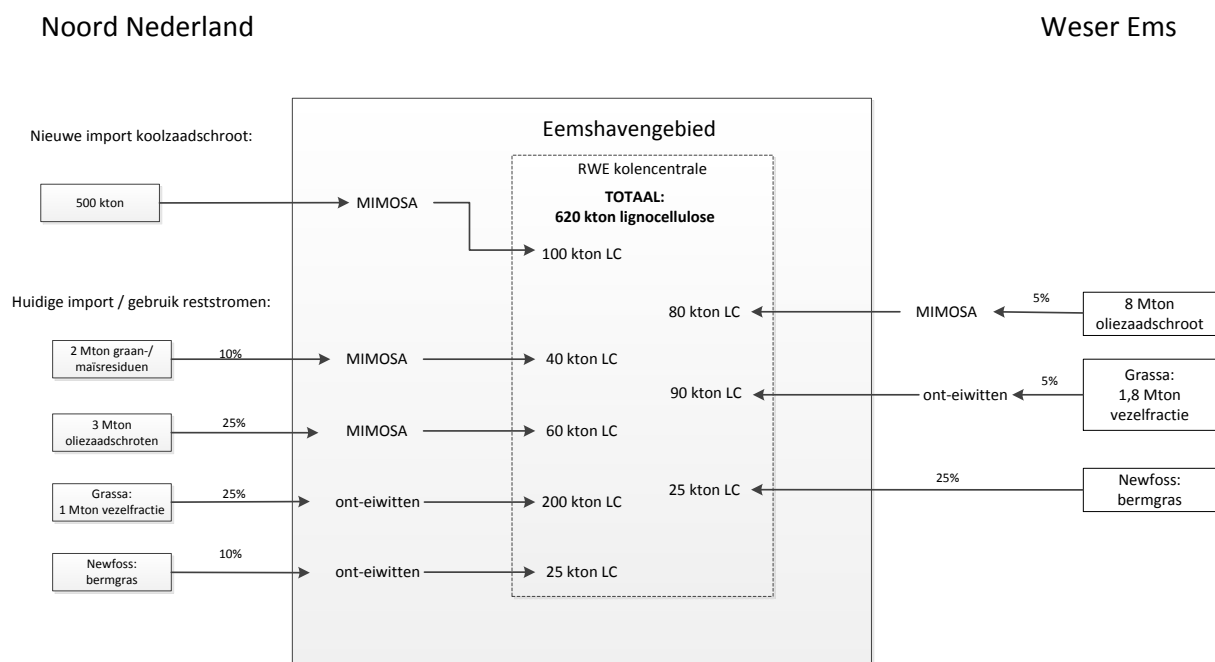 Noord Nederland
Weser Ems
Nieuwe import koolzaadschroot:
Eemshavengebied
RWE kolencentrale
TOTAAL:
620 kton lignocellulose
500 kton
MIMOSA
100 kton LC
Huidige import / gebruik reststromen:
80 kton LC
MIMOSA
5%
8 Mton
oliezaadschroot
2 Mton graan-/
maïsresiduen
10%
MIMOSA
40 kton LC
90 kton LC
ont-eiwitten
5%
Grassa:
1,8 Mton
vezelfractie
3 Mton
oliezaadschroten
25%
MIMOSA
60 kton LC
Grassa:
1 Mton vezelfractie
25%
ont-eiwitten
200 kton LC
25 kton LC
25%
Newfoss:
bermgras
Newfoss:
bermgras
10%
ont-eiwitten
25 kton LC